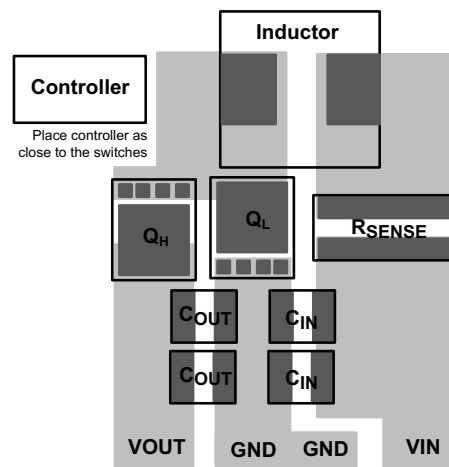 Inductor
Controller
Place controller as
close to the switches
QH
QL
RSENSE
COUT
CIN
COUT
CIN
VOUT
GND
GND
VIN